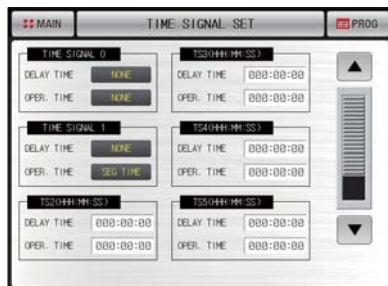 MAIN
TIME SIGNAL SET
PROG
TIME SIGNAL 0
DELAY TIME NONE
OPER. TIME NONE
TIME SIGNAL 1
DELAY TIME NONE
OPER. TIME SEG TIME
TS2(HHH:MM:SS)
DELAY TIME 000:00:00
OPER. TIME 000:00:00
TS3(HHH:MM:SS)
DELAY TIME 000:00:00
OPER. TIME 000:00:00
TS4(HHH:MM:SS)
DELAY TIME 000:00:00
OPER. TIME 000:00:00
TS5(HHH:MM:SS)
DELAY TIME 000:00:00
OPER. TIME 000:00:00